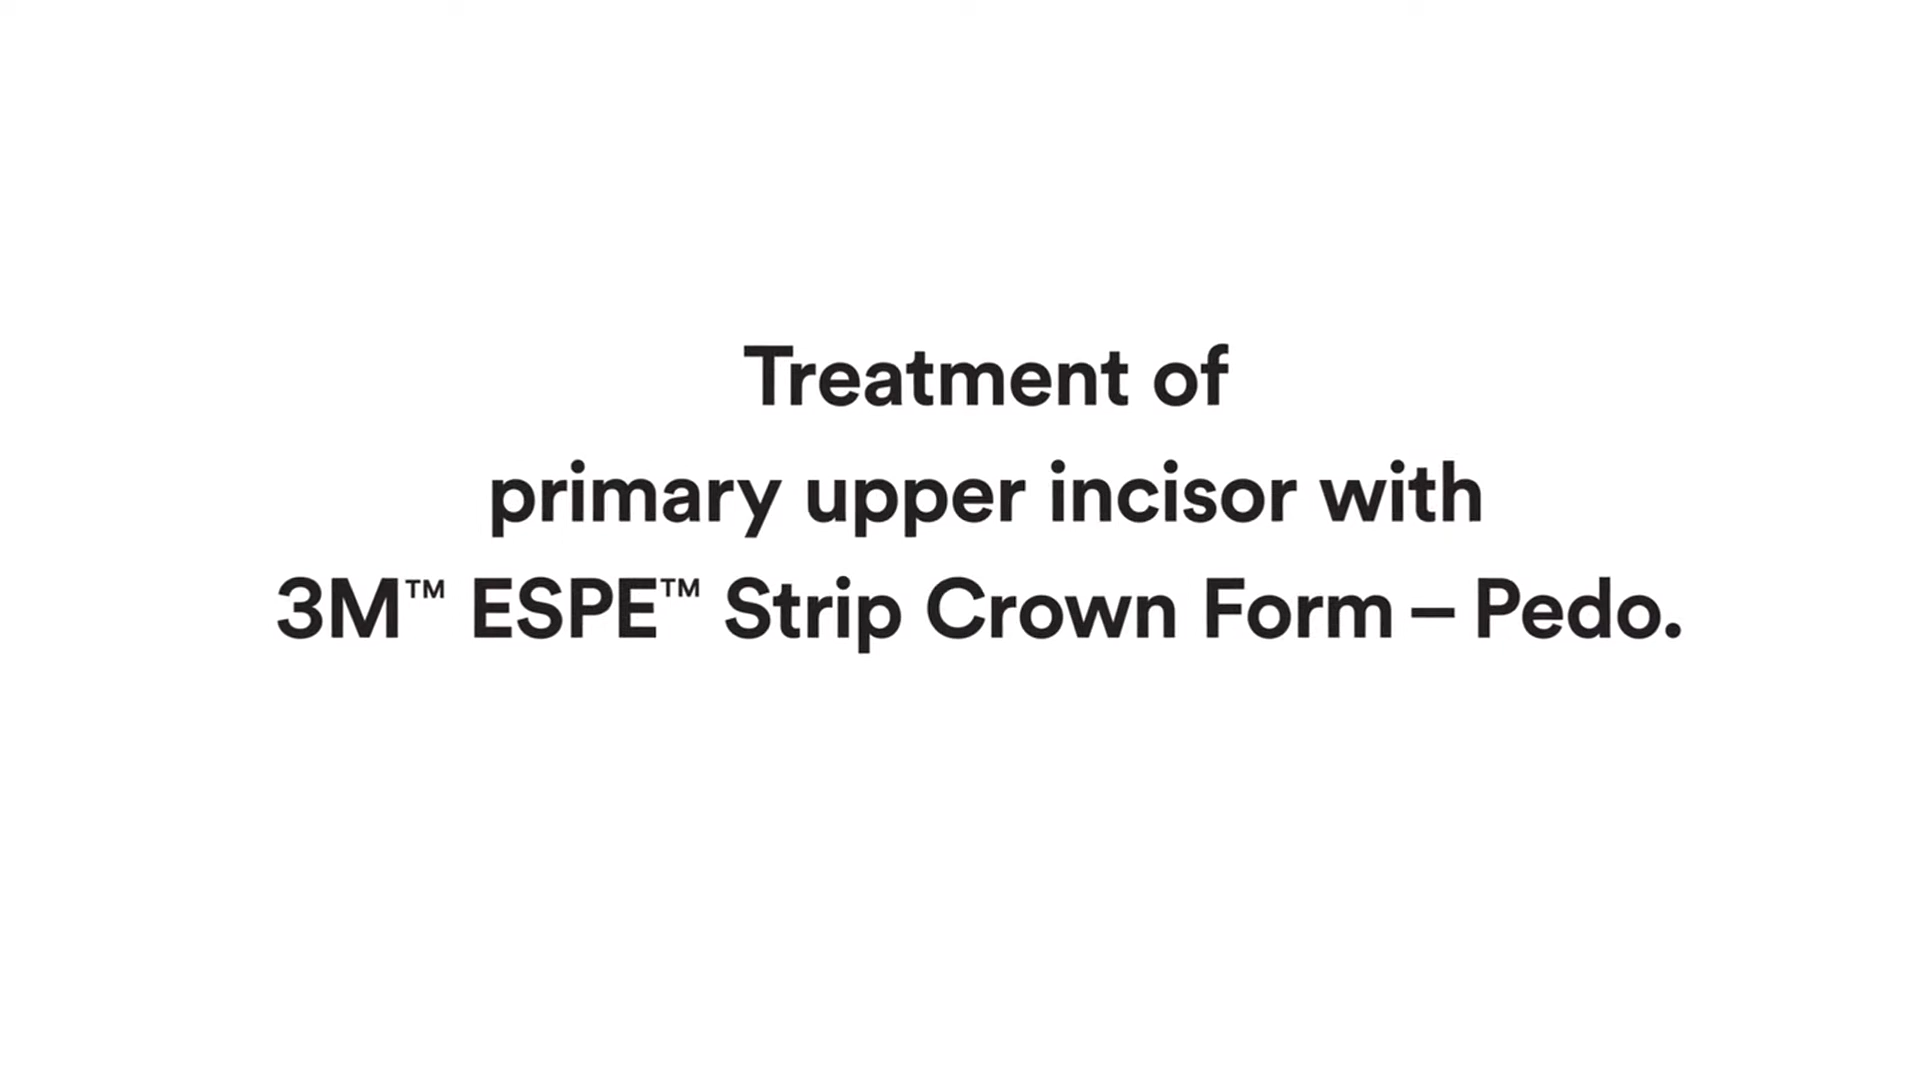 Treatment of
primary upper incisor with
3M™ ESPE™ Strip Crown Form – Pedo.